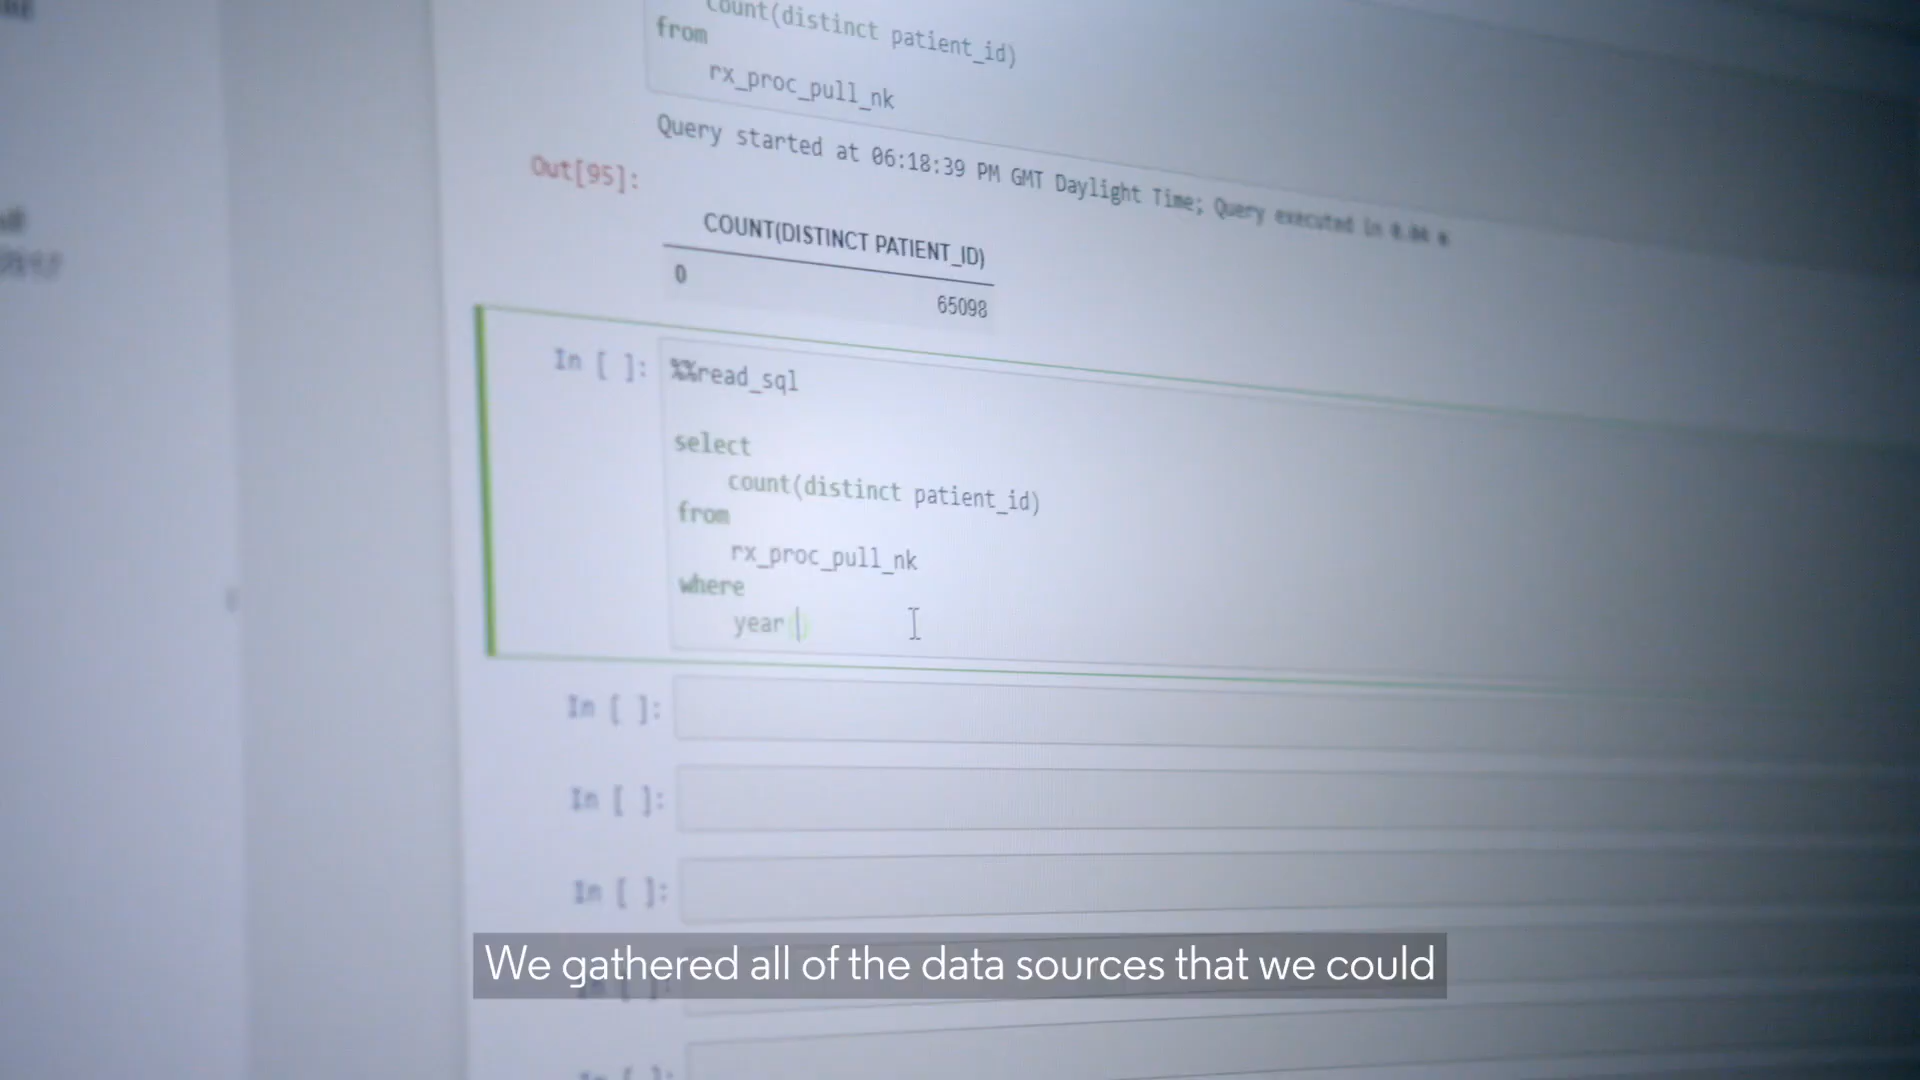 count(distinct patient_id)
from
rx_proc_pull_nk
Query started at 06:18:39 PM GMT Daylight Time; Query executed in
Out[95]:
COUNT(DISTINCT PATIENT_ID)
0 65098
In [ ]: %%read_sql
select
count(distinct patient_id)
from
rx_proc_pull_nk
where
year()
In [ ]:
In [ ]:
In [ ]:
We gathered all of the data sources that we could
In [ ]:
In [ ]: